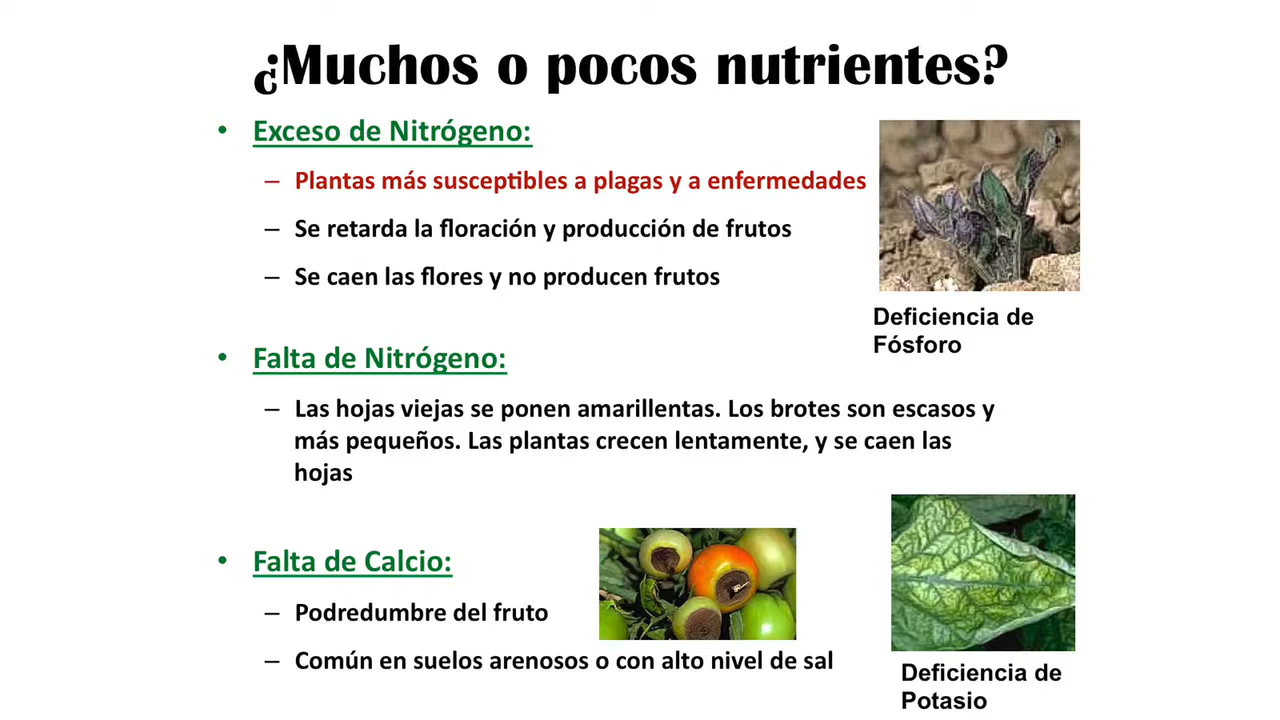 ¿Muchos o pocos nutrientes?
• Exceso de Nitrógeno:
– Plantas más susceptibles a plagas y a enfermedades
– Se retarda la floración y producción de frutos
– Se caen las flores y no producen frutos
Deficiencia de
Fósforo
• Falta de Nitrógeno:
– Las hojas viejas se ponen amarillentas. Los brotes son escasos y
más pequeños. Las plantas crecen lentamente, y se caen las
hojas
• Falta de Calcio:
– Podredumbre del fruto
– Común en suelos arenosos o con alto nivel de sal
Deficiencia de
Potasio